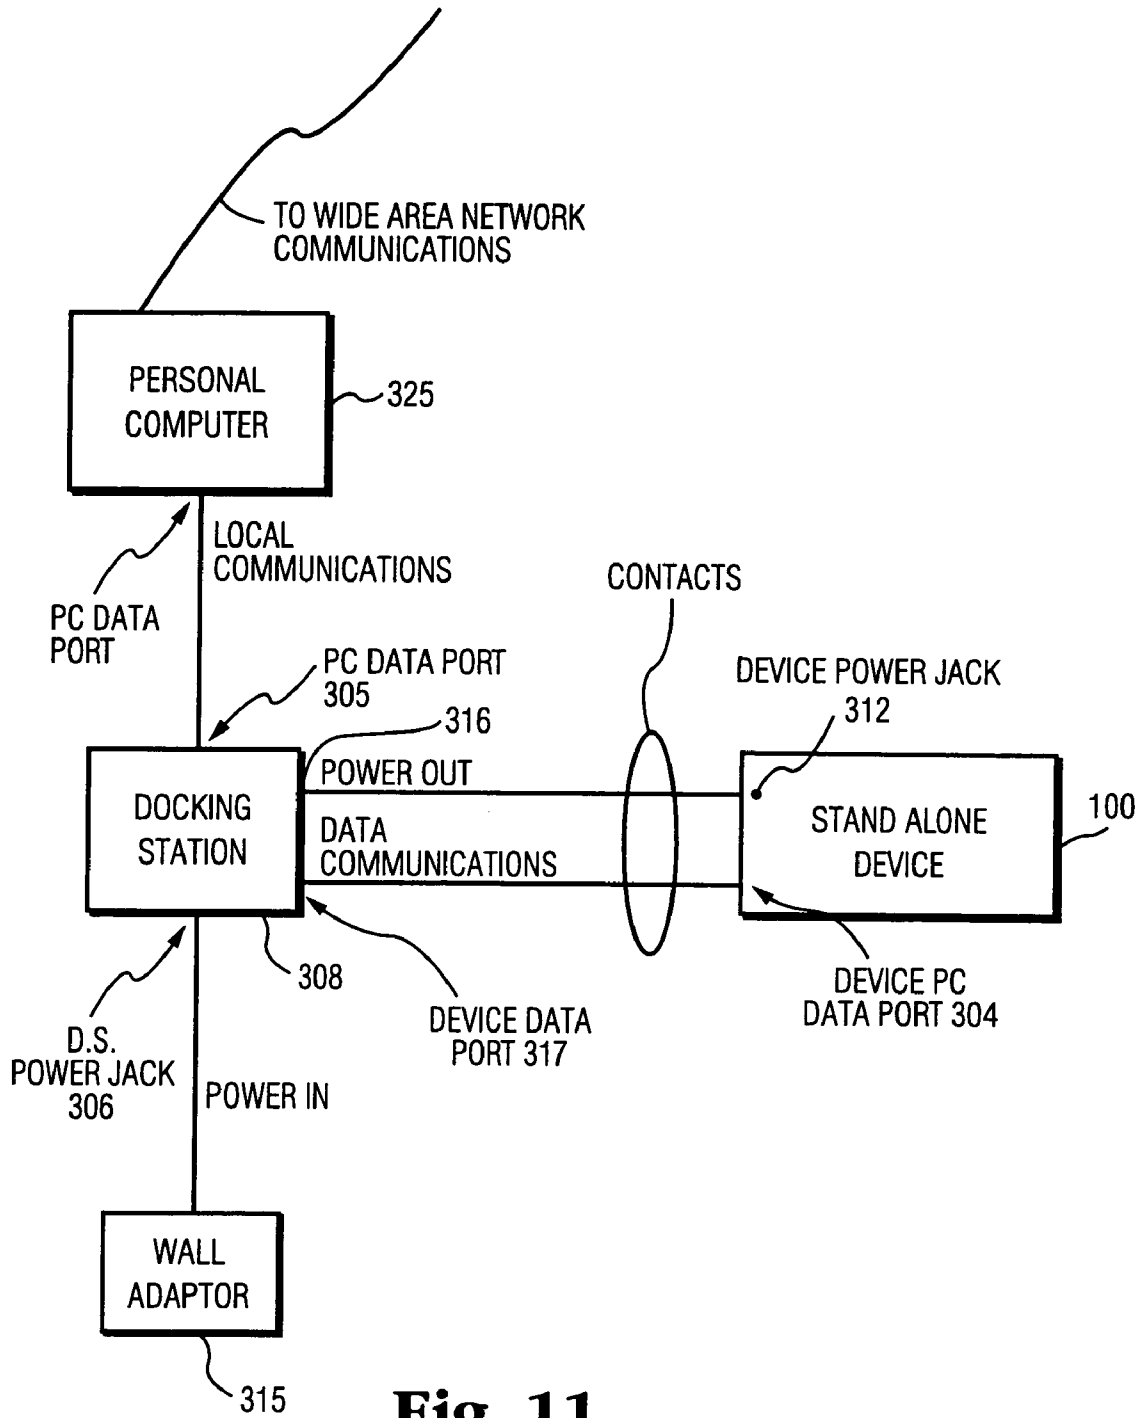 TO WIDE AREA NETWORK
COMMUNICATIONS
PERSONAL
COMPUTER
325
LOCAL
COMMUNICATIONS
PC DATA
PORT
CONTACTS
PC DATA PORT
305
DEVICE POWER JACK
312
316
POWER OUT
DOCKING
STATION
DATA
COMMUNICATIONS
STAND ALONE
DEVICE
100
308
DEVICE PC
DATA PORT 304
DEVICE DATA
PORT 317
D.S.
POWER JACK
306
POWER IN
WALL
ADAPTOR
315
Fig. 11